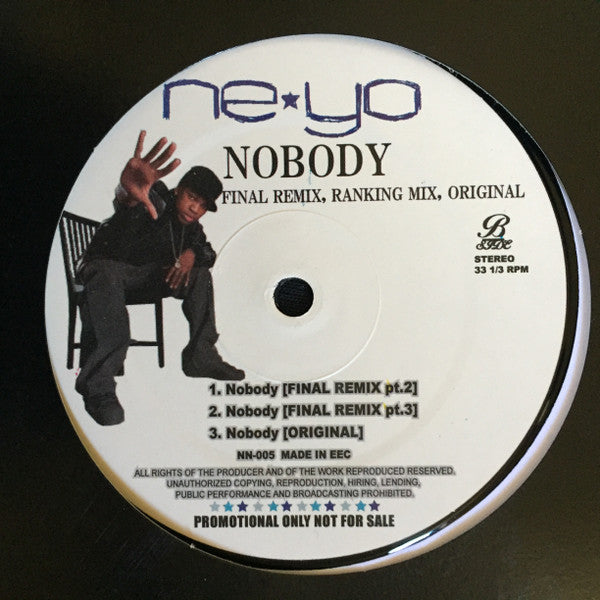 ne★yo
NOBODY
FINAL REMIX, RANKING MIX, ORIGINAL
B
SIDE
STEREO
33 1/3 RPM
1. Nobody [FINAL REMIX pt.2]
2. Nobody [FINAL REMIX pt.3]
3. Nobody [ORIGINAL]
NN-005 MADE IN EEC
ALL RIGHTS OF THE PRODUCER AND OF THE WORK REPRODUCED RESERVED.
UNAUTHORIZED COPYING, REPRODUCTION, HIRING, LENDING,
PUBLIC PERFORMANCE AND BROADCASTING PROHIBITED.
PROMOTIONAL ONLY NOT FOR SALE